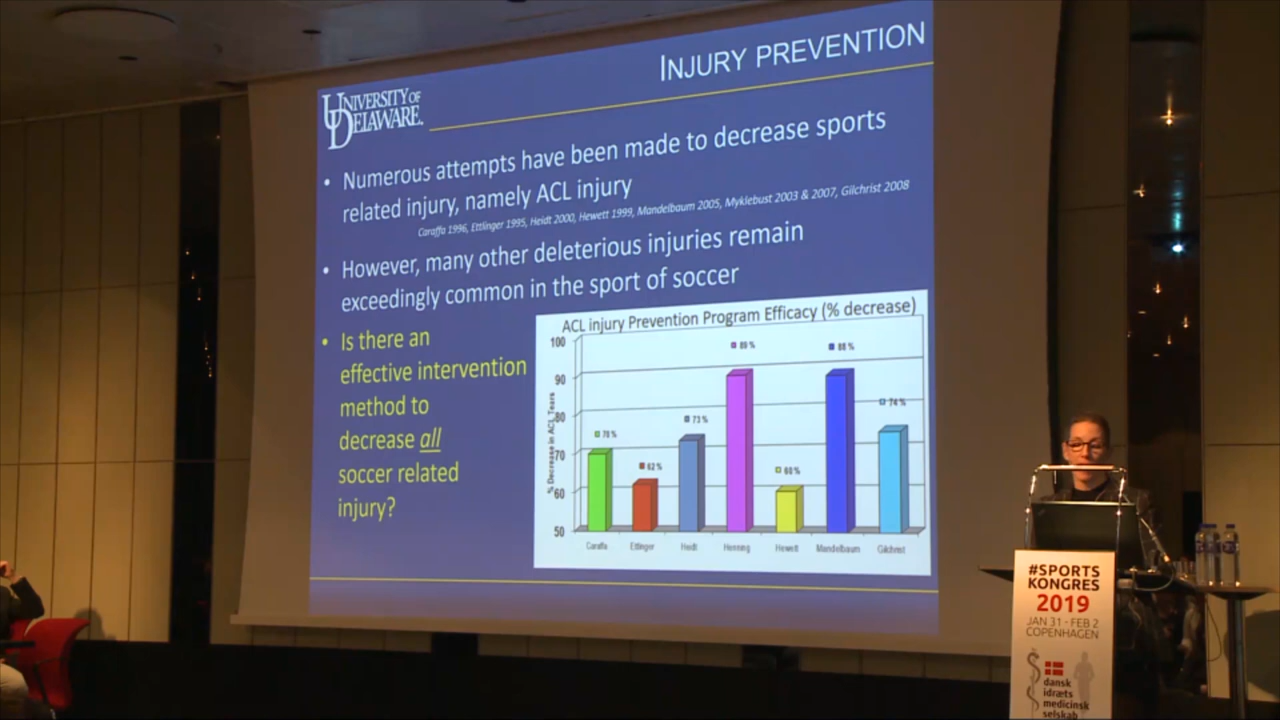 INJURY PREVENTION
UNIVERSITY OF
DELAWARE.
• Numerous attempts have been made to decrease sports
related injury, namely ACL injury
Caraffa 1996, Ettlinger 1995, Heidt 2000, Hewett 1999, Mandelbaum 2005, Myklebust 2003 & 2007, Gilchrist 2008
• However, many other deleterious injuries remain
exceedingly common in the sport of soccer
• Is there an
effective intervention
method to
decrease all
soccer related
injury?
ACL injury Prevention Program Efficacy (% decrease)
% Decrease in ACL Tears
100
90
80
70
60
50
70 %
62 %
73 %
89 %
60 %
88 %
74 %
Caraffa
Ettinger
Heidt
Henning
Hewett
Mandelbaum
Gilchrist
#SPORTS
KONGRES
2019
JAN 31 - FEB 2
COPENHAGEN
dansk
idræts
medicinsk
selskab